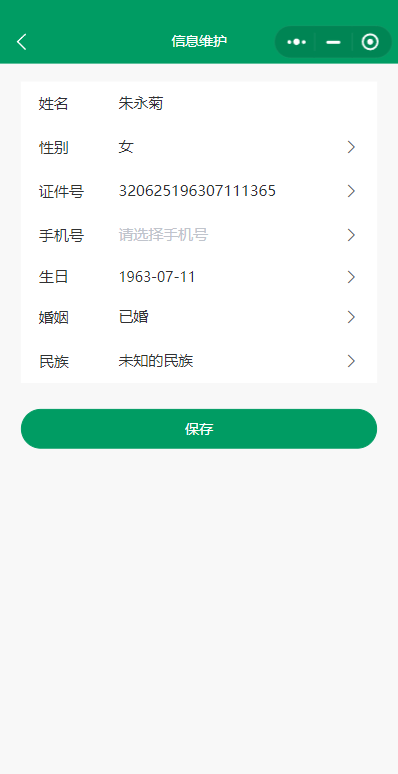 信息维护
姓名 朱永菊
性别 女
证件号 320625196307111365
手机号 请选择手机号
生日 1963-07-11
婚姻 已婚
民族 未知的民族
保存